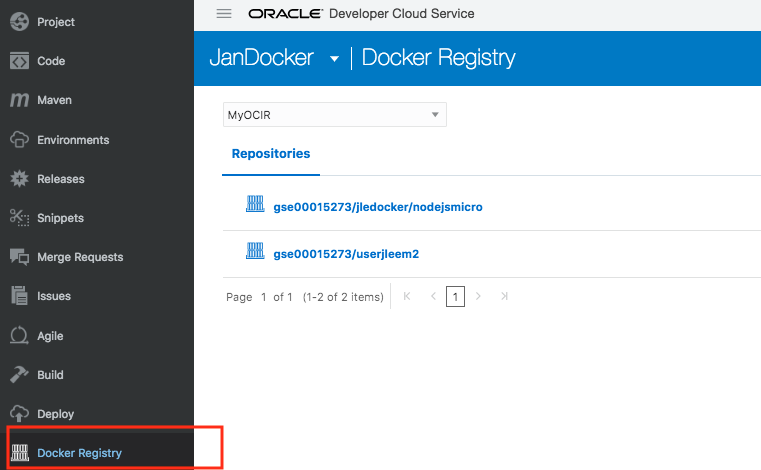 ORACLE Developer Cloud Service
JanDocker | Docker Registry
Project
Code
Maven
Environments
Releases
Snippets
Merge Requests
Issues
Agile
Build
Deploy
Docker Registry
MyOCIR
Repositories
gse00015273/jledocker/nodejsmicro
gse00015273/userjleem2
Page 1 of 1 (1-2 of 2 items) 1